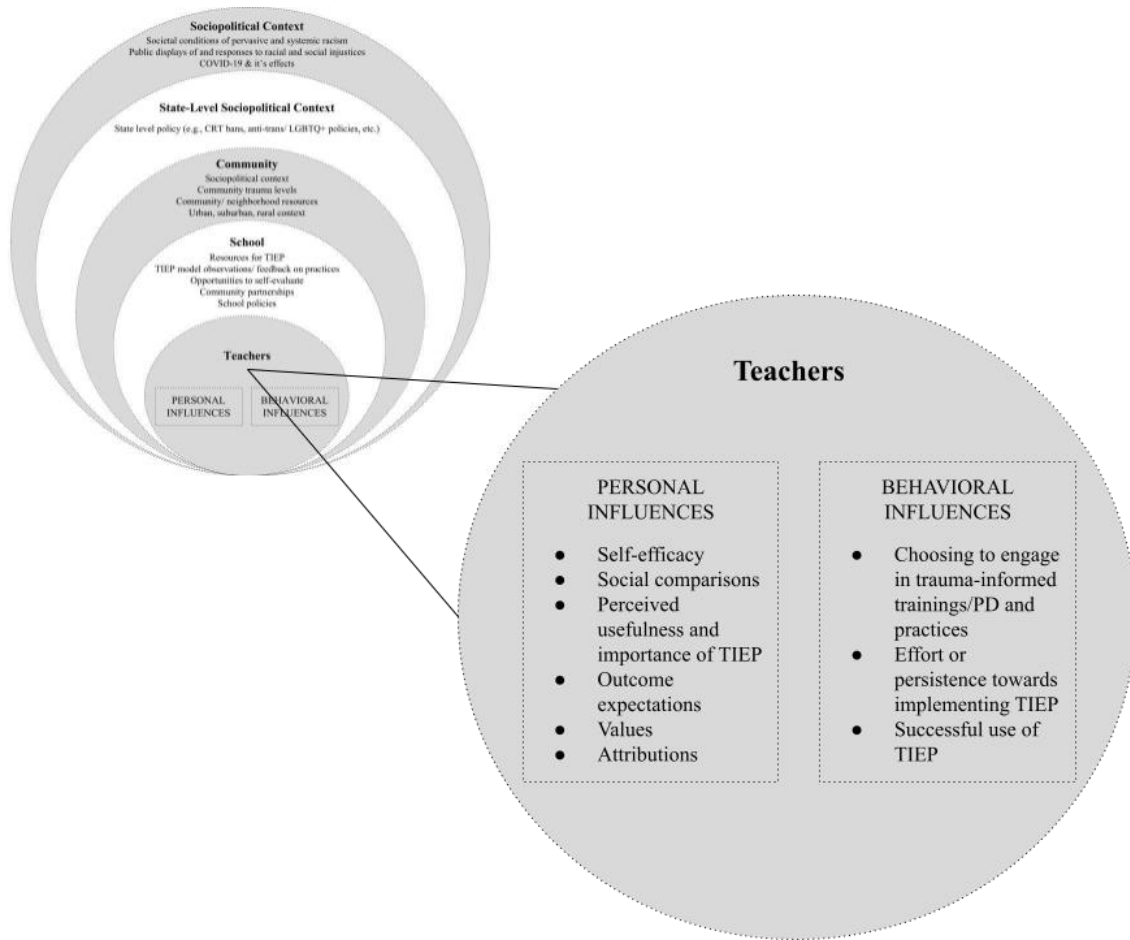 Sociopolitical Context
Societal conditions of pervasive and systemic racism
Public displays of and responses to racial and social injustices
COVID-19 & it's effects
State-Level Sociopolitical Context
State level policy (e.g., CRT bans, anti-trans/ LGBTQ+ policies, etc.)
Community
Sociopolitical context
Community trauma levels
Community/ neighborhood resources
Urban, suburban, rural context
School
Resources for TIEP
TIEP model observations/ feedback on practices
Opportunities to self-evaluate
Community partnerships
School policies
Teachers
PERSONAL
INFLUENCES
BEHAVIORAL
INFLUENCES
Teachers
PERSONAL
INFLUENCES
● Self-efficacy
● Social comparisons
● Perceived
usefulness and
importance of TIEP
● Outcome
expectations
● Values
● Attributions
BEHAVIORAL
INFLUENCES
● Choosing to engage
in trauma-informed
trainings/PD and
practices
● Effort or
persistence towards
implementing TIEP
● Successful use of
TIEP